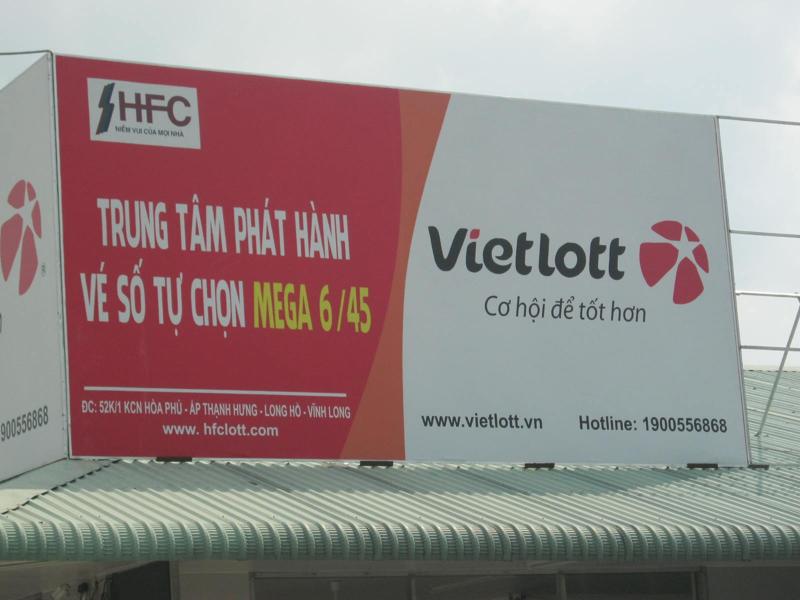 HFC
NIỀM VUI CỦA MỌI NHÀ
TRUNG TÂM PHÁT HÀNH
VÉ SỐ TỰ CHỌN MEGA 6/45
ĐC: 52K/1 KCN HÒA PHÚ - ẤP THẠNH HƯNG - LONG HỒ - VĨNH LONG
www. hfclott.com
Vietlott
Cơ hội để tốt hơn
www.vietlott.vn
Hotline: 1900556868
900556868